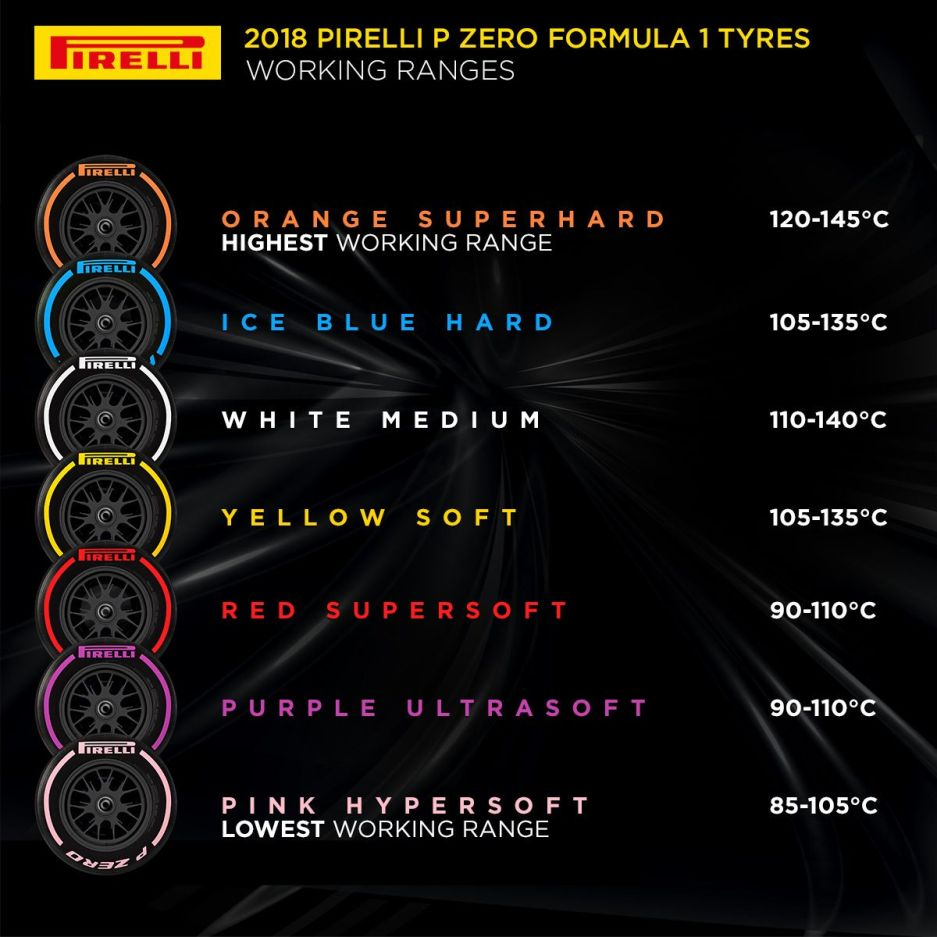 PIRELLI
2018 PIRELLI P ZERO FORMULA 1 TYRES
WORKING RANGES
PIRELLI
ORANGE SUPERHARD 120-145°C
HIGHEST WORKING RANGE
PIRELLI
ICE BLUE HARD 105-135°C
PIRELLI
WHITE MEDIUM 110-140°C
PIRELLI
YELLOW SOFT 105-135°C
PIRELLI
RED SUPERSOFT 90-110°C
PIRELLI
PURPLE ULTRASOFT 90-110°C
PIRELLI
PINK HYPERSOFT 85-105°C
LOWEST WORKING RANGE
P ZERO